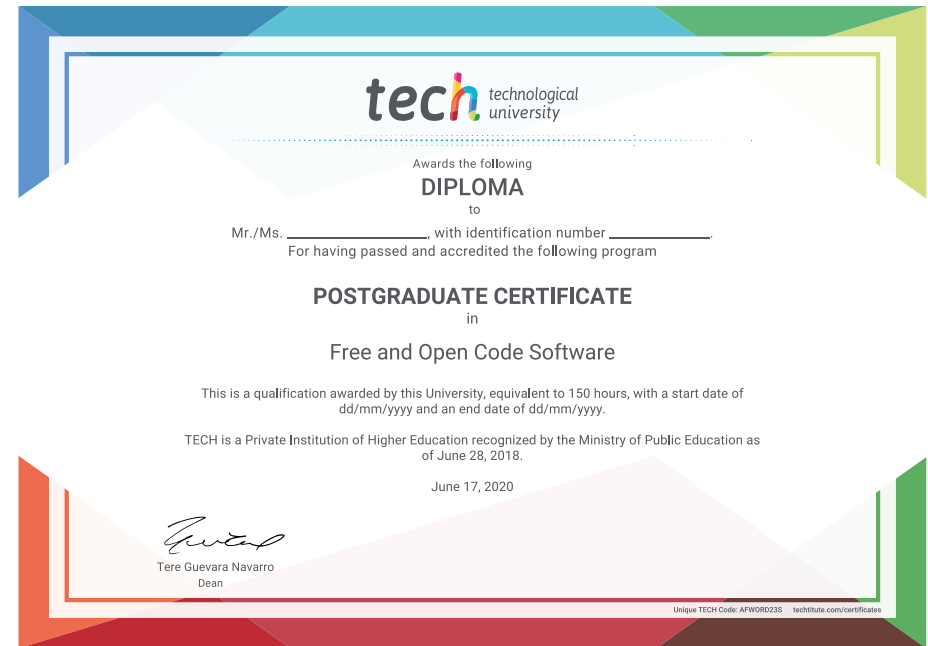 tech technological
university
Awards the following
DIPLOMA
to
Mr./Ms. ____________________, with identification number ______________.
For having passed and accredited the following program
POSTGRADUATE CERTIFICATE
in
Free and Open Code Software
This is a qualification awarded by this University, equivalent to 150 hours, with a start date of
dd/mm/yyyy and an end date of dd/mm/yyyy.
TECH is a Private Institution of Higher Education recognized by the Ministry of Public Education as
of June 28, 2018.
June 17, 2020
Tere Guevara Navarro
Dean
Unique TECH Code: AFWORD23S techtitute.com/certificates